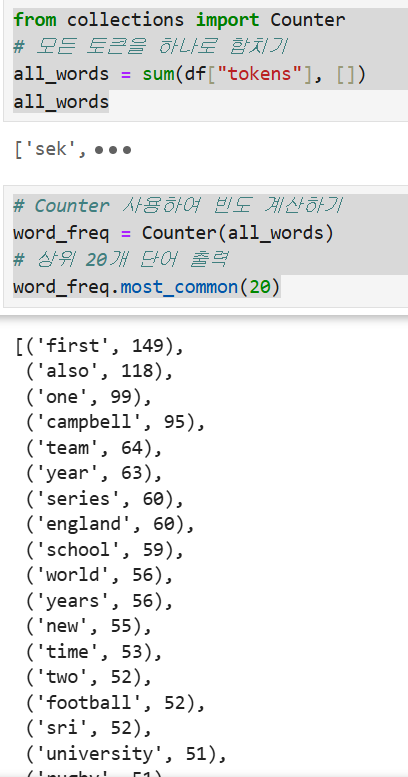 from collections import Counter
# 모든 토큰을 하나로 합치기
all_words = sum(df["tokens"], [])
all_words
['sek', •••
# Counter 사용하여 빈도 계산하기
word_freq = Counter(all_words)
# 상위 20개 단어 출력
word_freq.most_common(20)
[('first', 149),
('also', 118),
('one', 99),
('campbell', 95),
('team', 64),
('year', 63),
('series', 60),
('england', 60),
('school', 59),
('world', 56),
('years', 56),
('new', 55),
('time', 53),
('two', 52),
('football', 52),
('sri', 52),
('university', 51),